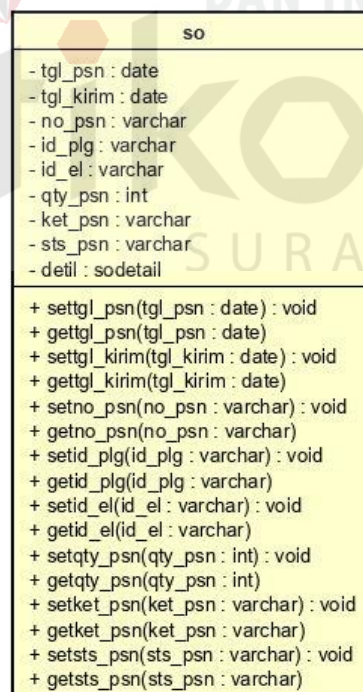 so
- tgl_psn : date
- tgl_kirim : date
- no_psn : varchar
- id_plg : varchar
- id_el : varchar
- qty_psn : int
- ket_psn : varchar
- sts_psn : varchar
- detil : sodetail
SURA
+ settgl_psn(tgl_psn : date) : void
+ gettgl_psn(tgl_psn : date)
+ settgl_kirim(tgl_kirim : date) : void
+ gettgl_kirim(tgl_kirim : date)
+ setno_psn(no_psn : varchar) : void
+ getno_psn(no_psn : varchar)
+ setid_plg(id_plg : varchar) : void
+ getid_plg(id_plg : varchar)
+ setid_el(id_el : varchar) : void
+ getid_el(id_el : varchar)
+ setqty_psn(qty_psn : int) : void
+ getqty_psn(qty_psn : int)
+ setket_psn(ket_psn : varchar) : void
+ getket_psn(ket_psn : varchar)
+ setsts_psn(sts_psn : varchar) : void
+ getsts_psn(sts_psn : varchar)